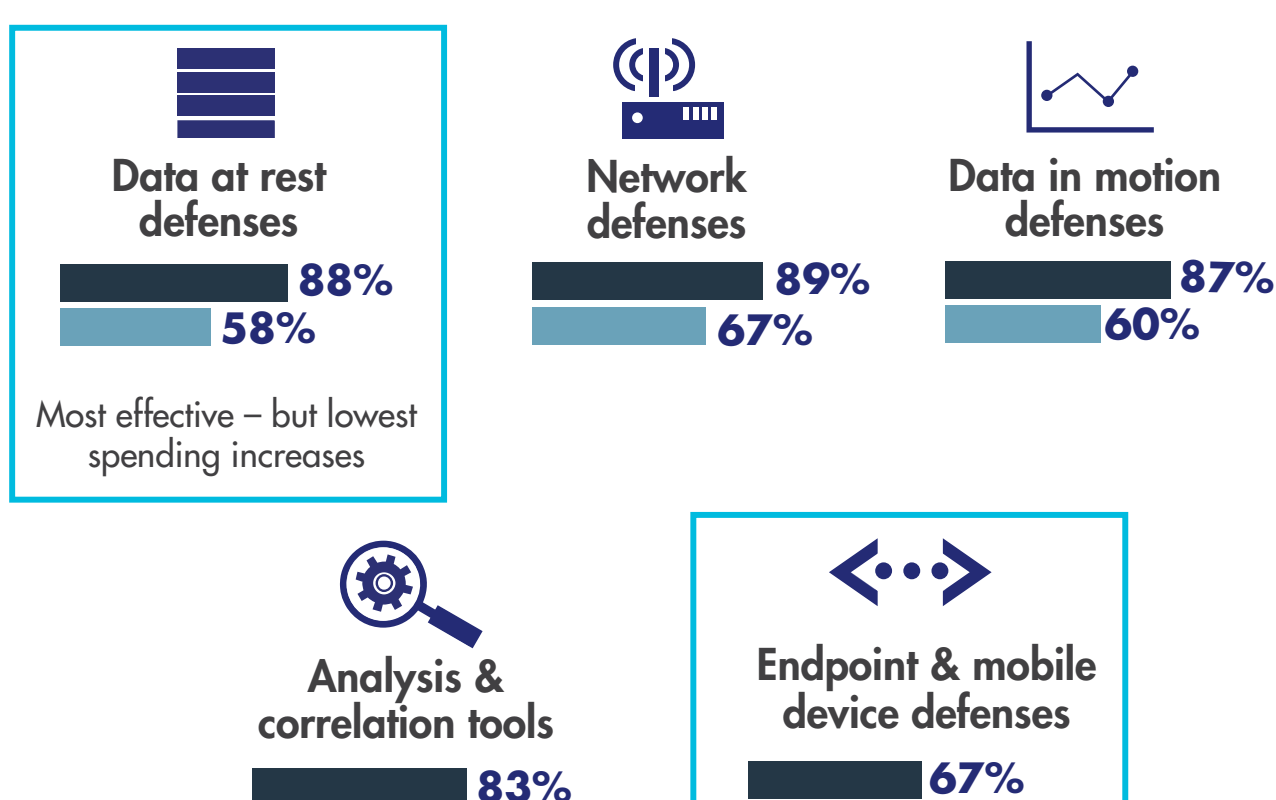 Data at rest
defenses
88%
58%
Most effective – but lowest
spending increases
Network
defenses
89%
67%
Data in motion
defenses
87%
60%
Analysis &
correlation tools
83%
Endpoint & mobile
device defenses
67%